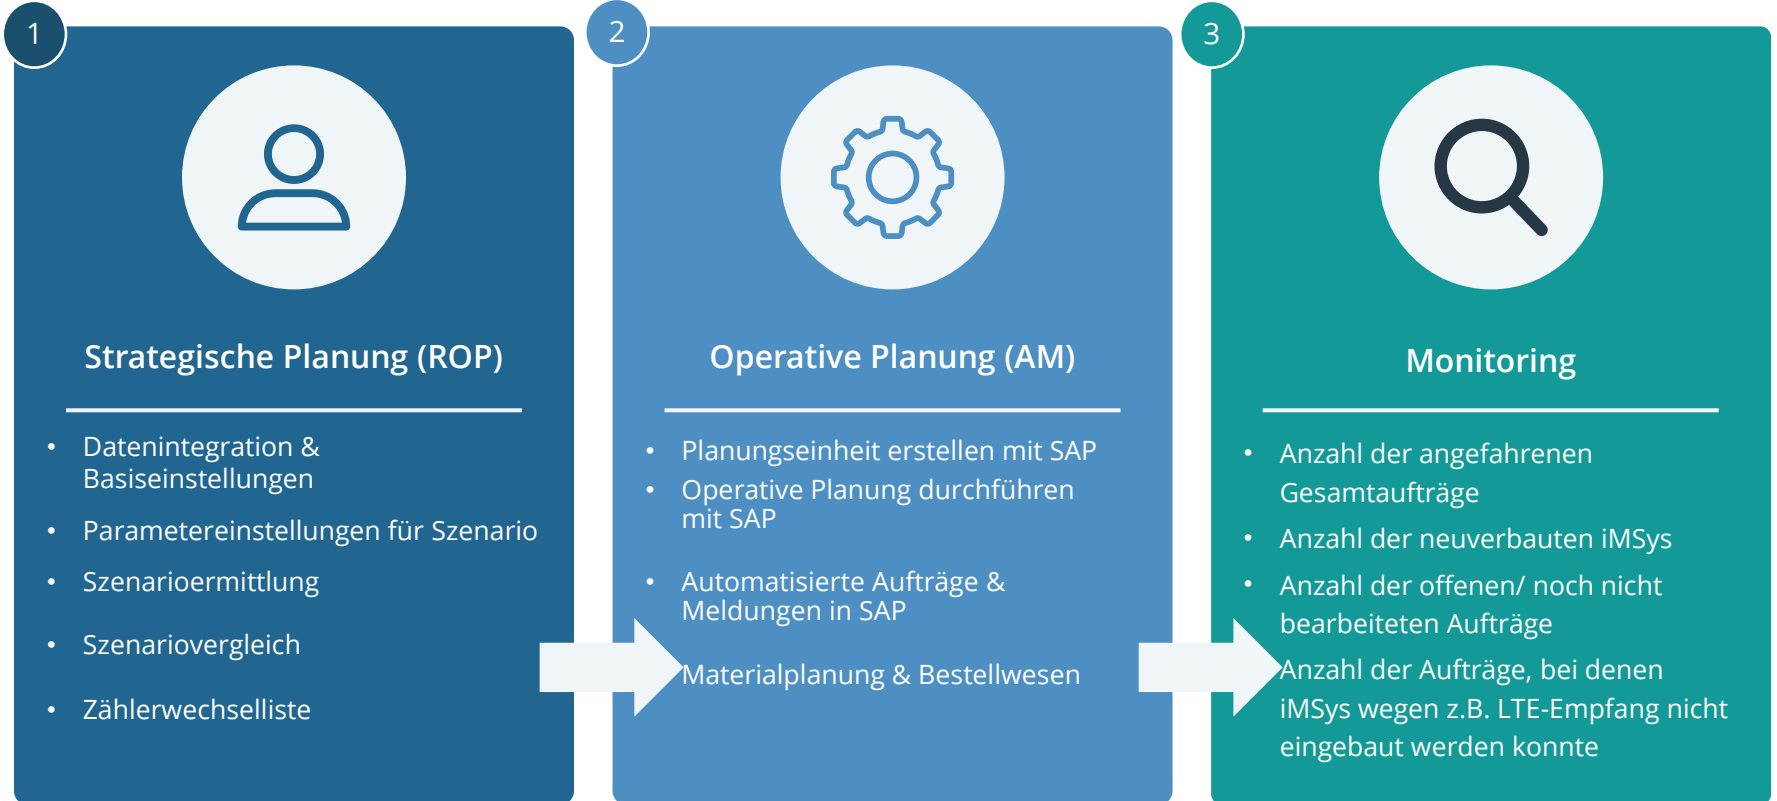 1
Strategische Planung (ROP)
• Datenintegration &
Basiseinstellungen
• Parametereinstellungen für Szenario
• Szenarioermittlung
• Szenariovergleich
• Zählerwechselliste
2
Operative Planung (AM)
• Planungseinheit erstellen mit SAP
• Operative Planung durchführen
mit SAP
• Automatisierte Aufträge &
Meldungen in SAP
Materialplanung & Bestellwesen
3
Monitoring
• Anzahl der angefahrenen
Gesamtaufträge
• Anzahl der neuverbauten iMSys
• Anzahl der offenen/ noch nicht
bearbeiteten Aufträge
Anzahl der Aufträge, bei denen
iMSys wegen z.B. LTE-Empfang nicht
eingebaut werden konnte